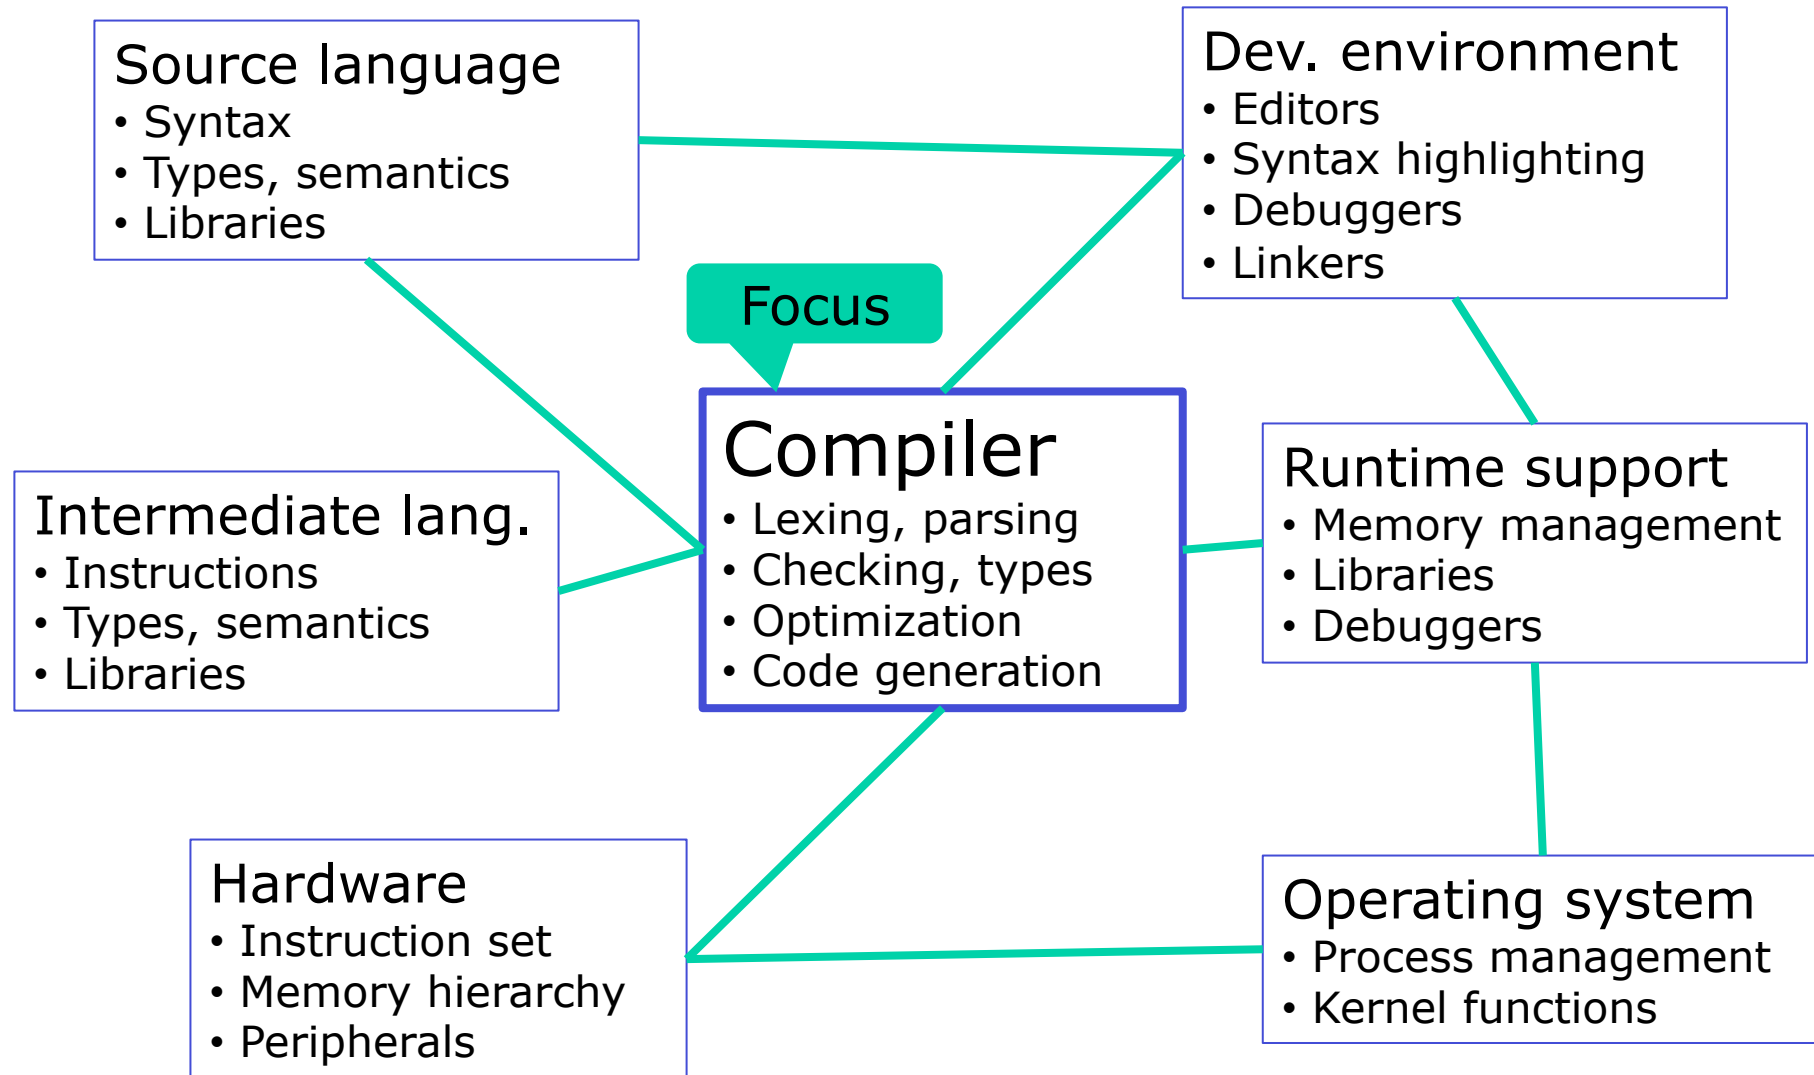 Source language
• Syntax
• Types, semantics
• Libraries
Dev. environment
• Editors
• Syntax highlighting
• Debuggers
• Linkers
Focus
Compiler
• Lexing, parsing
• Checking, types
• Optimization
• Code generation
Intermediate lang.
• Instructions
• Types, semantics
• Libraries
Runtime support
• Memory management
• Libraries
• Debuggers
Hardware
• Instruction set
• Memory hierarchy
• Peripherals
Operating system
• Process management
• Kernel functions